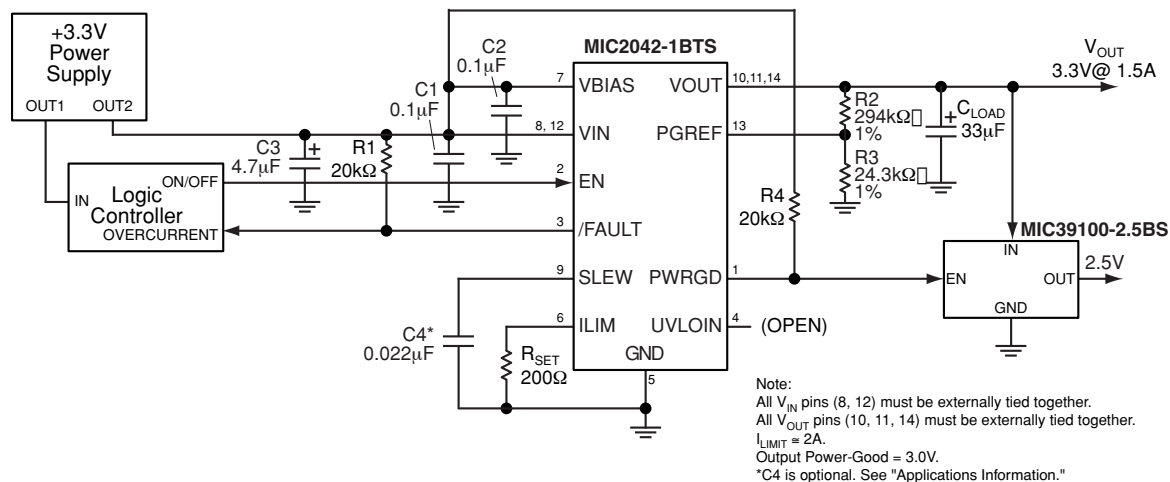 +3.3V
Power
Supply
OUT1
OUT2
C3
4.7μF
R1
20kΩ
C1
0.1μF
C2
0.1μF
IN
ON/OFF
Logic
Controller
OVERCURRENT
C4*
0.022μF
RSET
200Ω
MIC2042-1BTS
7
VBIAS
8, 12
VIN
2
EN
3
/FAULT
9
SLEW
6
ILIM
VOUT
10,11,14
PGREF
13
PWRGD
1
UVLOIN
4
(OPEN)
GND
5
R4
20kΩ
R2
294kΩ
1%
R3
24.3kΩ
1%
+
CLOAD
33μF
VOUT
3.3V@ 1.5A
MIC39100-2.5BS
IN
EN
OUT
GND
2.5V
Note:
All VIN pins (8, 12) must be externally tied together.
All VOUT pins (10, 11, 14) must be externally tied together.
ILIMIT ≅ 2A.
Output Power-Good = 3.0V.
*C4 is optional. See "Applications Information."